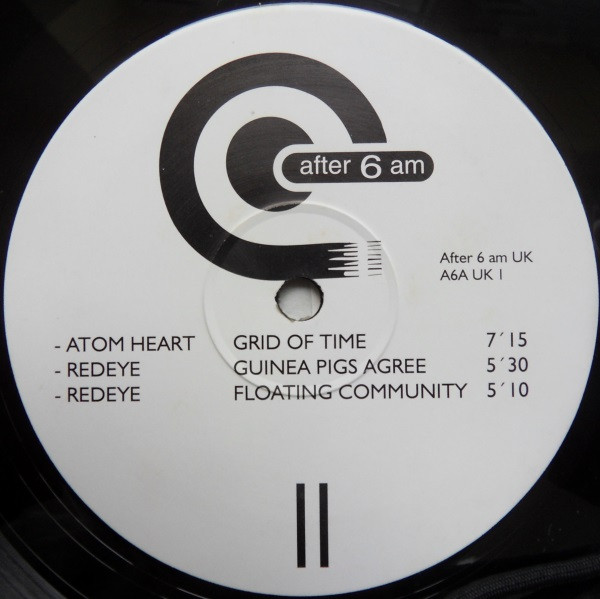 after 6 am
After 6 am UK
A6A UK 1
- ATOM HEART GRID OF TIME 7´15
- REDEYE GUINEA PIGS AGREE 5´30
- REDEYE FLOATING COMMUNITY 5´10
II